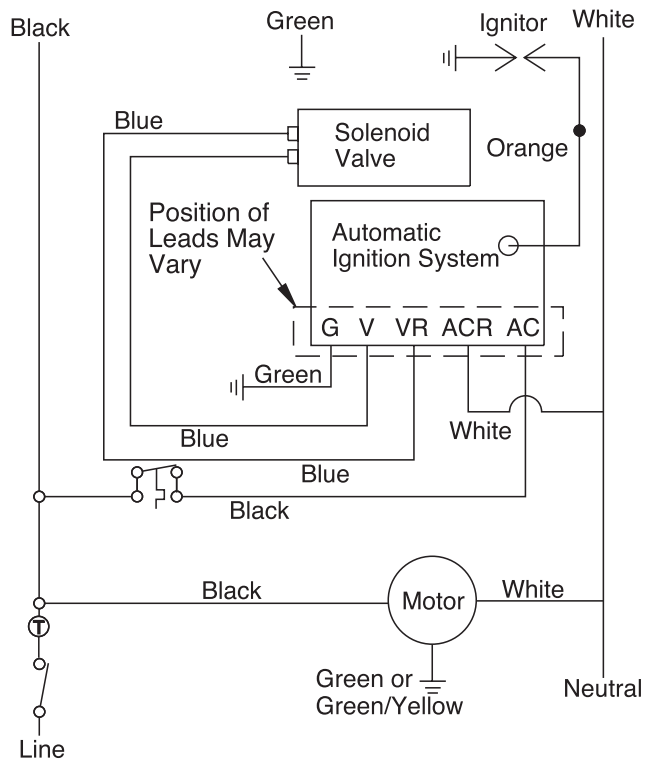 Black
Green
Ignitor
White
Blue
Solenoid
Valve
Orange
Position of
Leads May
Vary
Automatic
Ignition System
G V VR ACR AC
Green
Blue
White
Blue
Black
Black
Motor
White
T
Green or
Green/Yellow
Neutral
Line